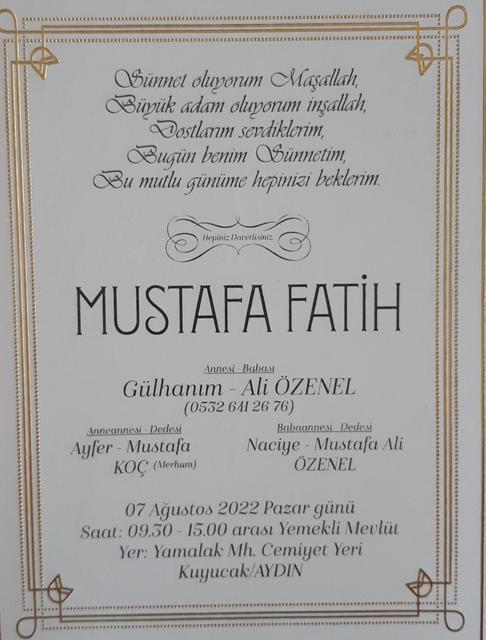 Sünnet oluyorum Maşallah,
Büyük adam oluyorum inşallah,
Dostlarım sevdiklerim,
Bugün benim Sünnetim,
Bu mutlu günüme hepinizi beklerim.
Hepiniz Davetlisiniz
MUSTAFA FATİH
Annesi - Babası
Gülhanım - Ali ÖZENEL
(0532 641 26 76)
Anneannesi - Dedesi
Ayfer - Mustafa
KOÇ (Merhum)
Babaannesi - Dedesi
Naciye - Mustafa Ali
ÖZENEL
07 Ağustos 2022 Pazar günü
Saat: 09.30 - 15.00 arası Yemekli Mevlüt
Yer: Yamalak Mh. Cemiyet Yeri
Kuyucak/AYDIN